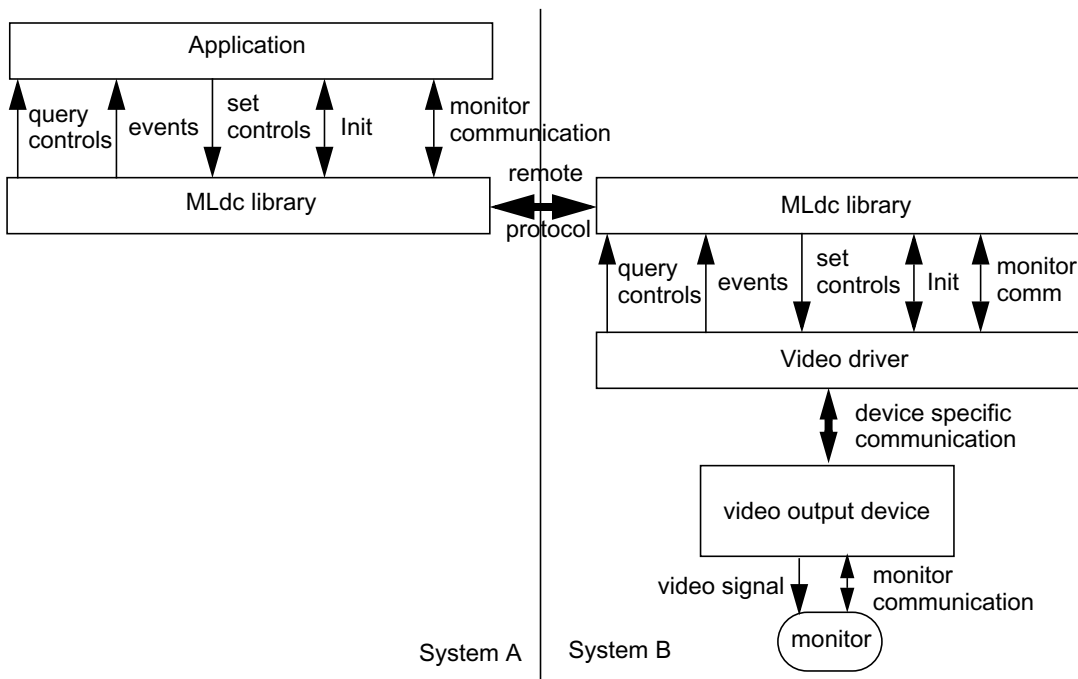 Application
query
controls
events
set
controls
Init
monitor
communication
MLdc library
remote
protocol
MLdc library
query
controls
events
set
controls
Init
monitor
comm
Video driver
device specific
communication
video output device
video signal
monitor
communication
monitor
System A
System B